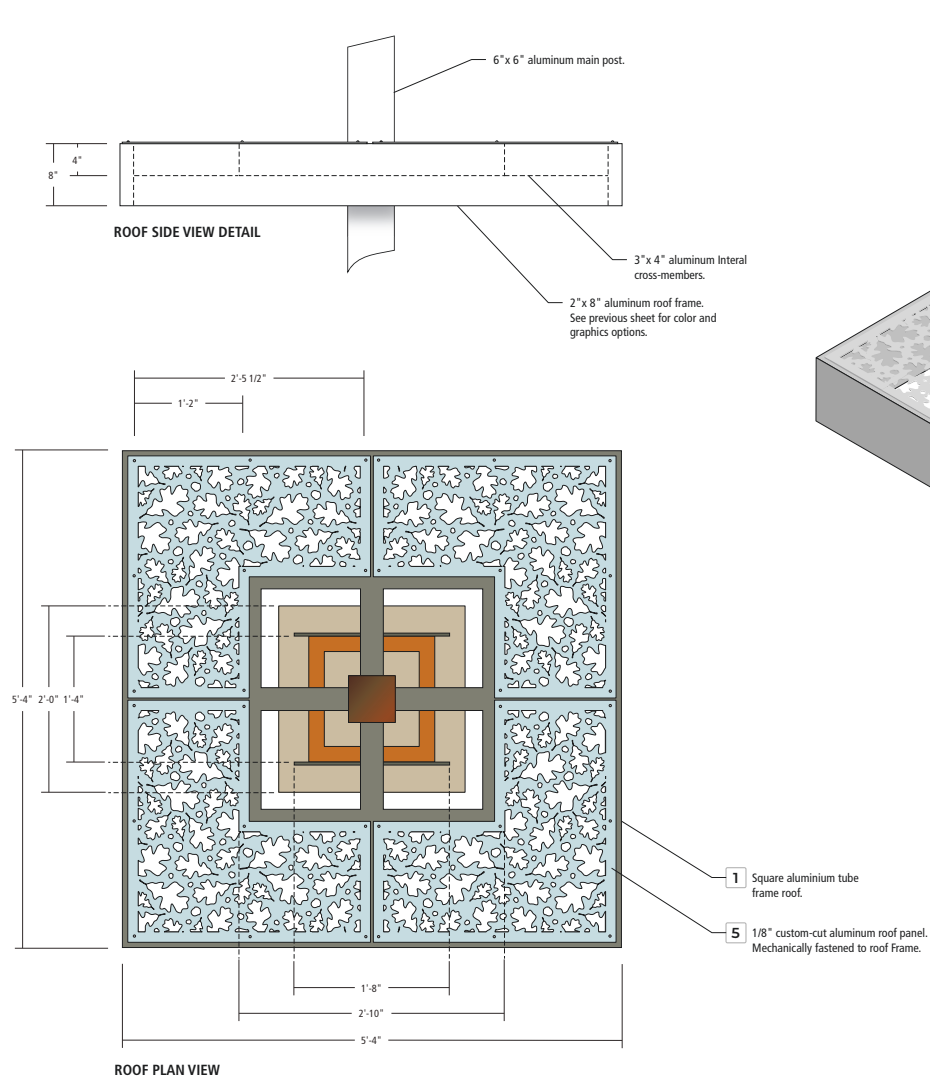 6"x 6" aluminum main post.
4"
8"
ROOF SIDE VIEW DETAIL
3"x 4" aluminum Interal
cross-members.
2"x 8" aluminum roof frame.
See previous sheet for color and
graphics options.
2'-5 1/2"
1'-2"
5'-4" 2'-0" 1'-4"
1 Square aluminium tube
frame roof.
5 1/8" custom-cut aluminum roof panel.
Mechanically fastened to roof Frame.
1'-8"
2'-10"
5'-4"
ROOF PLAN VIEW